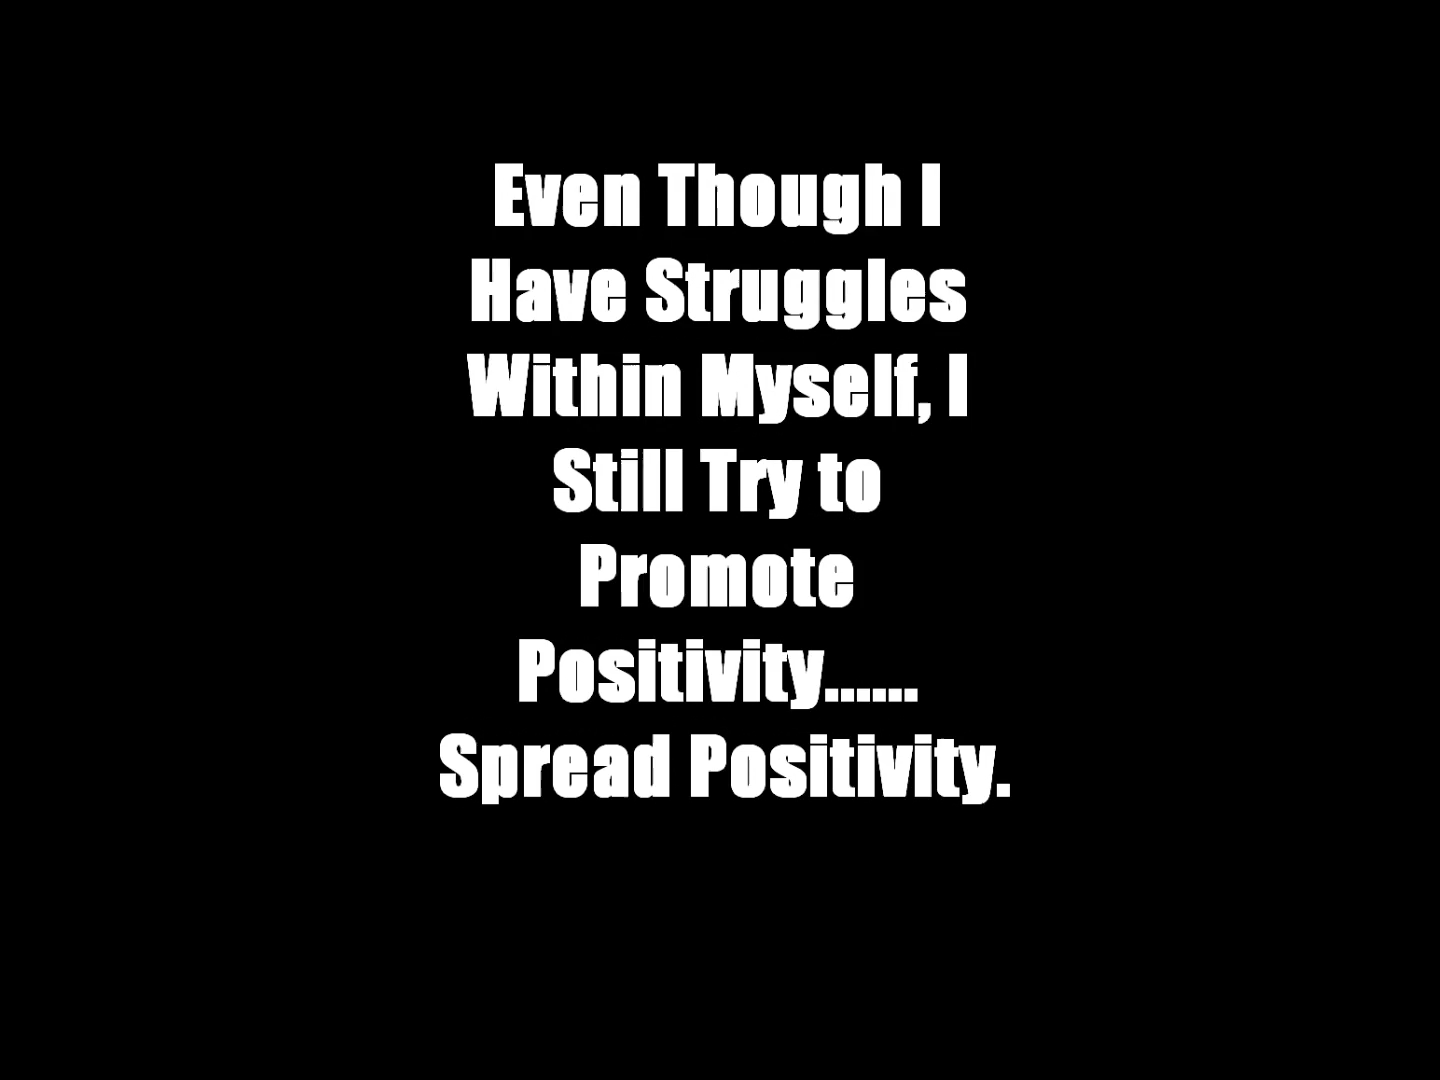 Even Though I
Have Struggles
Within Myself, I
Still Try to
Promote
Positivity......
Spread Positivity.